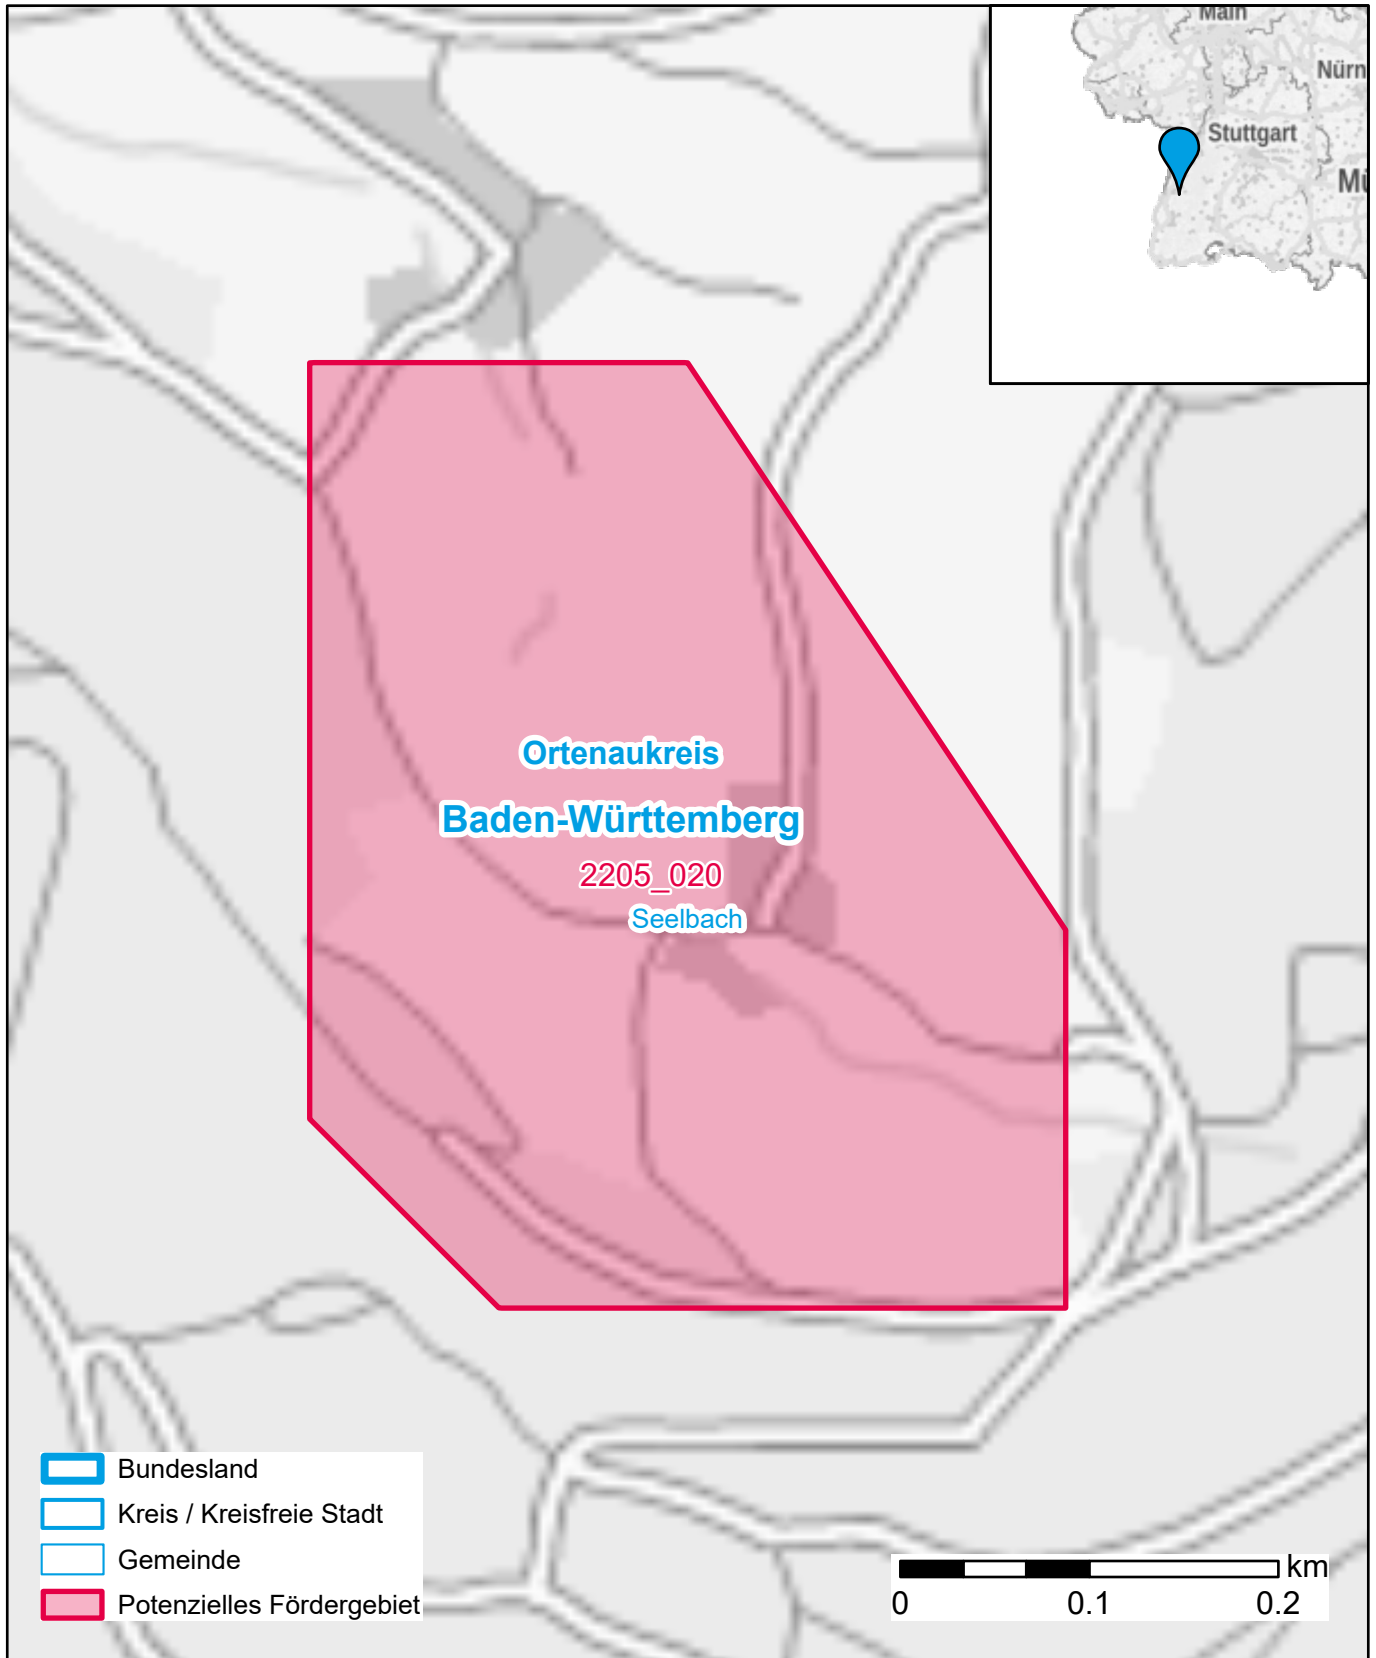 Main
Nürn
Stuttgart
Mü
Ortenaukreis
Baden-Württemberg
2205_020
Seelbach
Bundesland
Kreis / Kreisfreie Stadt
Gemeinde
Potenzielles Fördergebiet
km
0 0.1 0.2